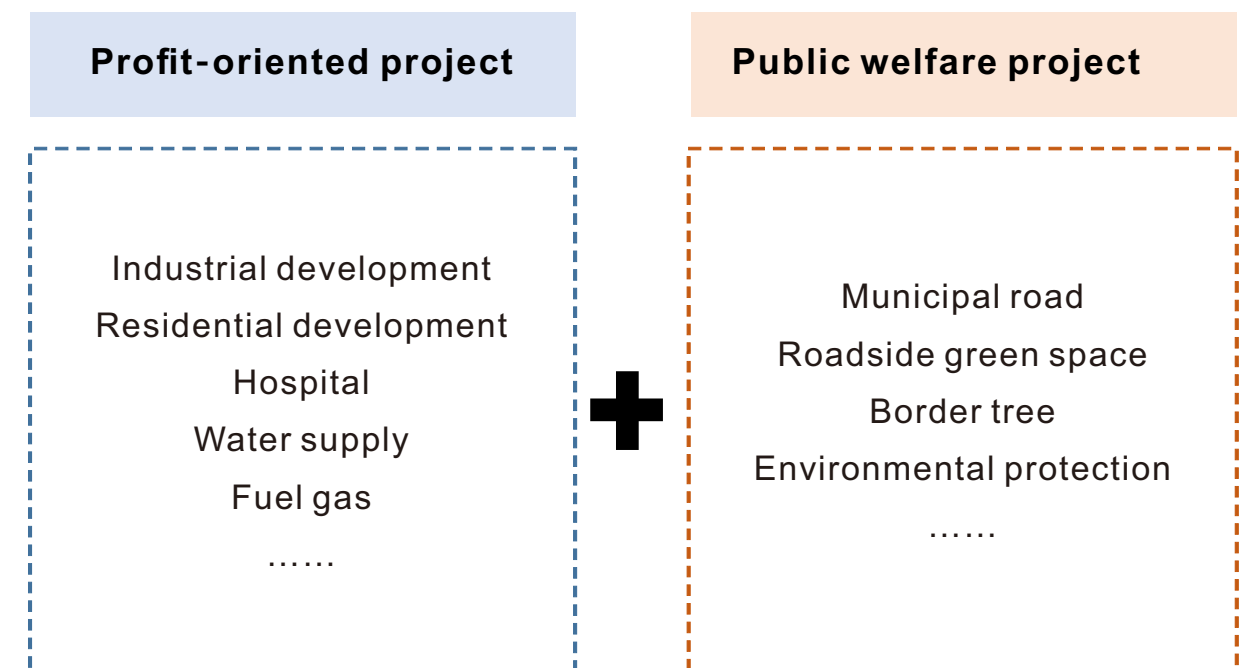 Profit-oriented project
Industrial development
Residential development
Hospital
Water supply
Fuel gas
……
Public welfare project
Municipal road
Roadside green space
Border tree
Environmental protection
……